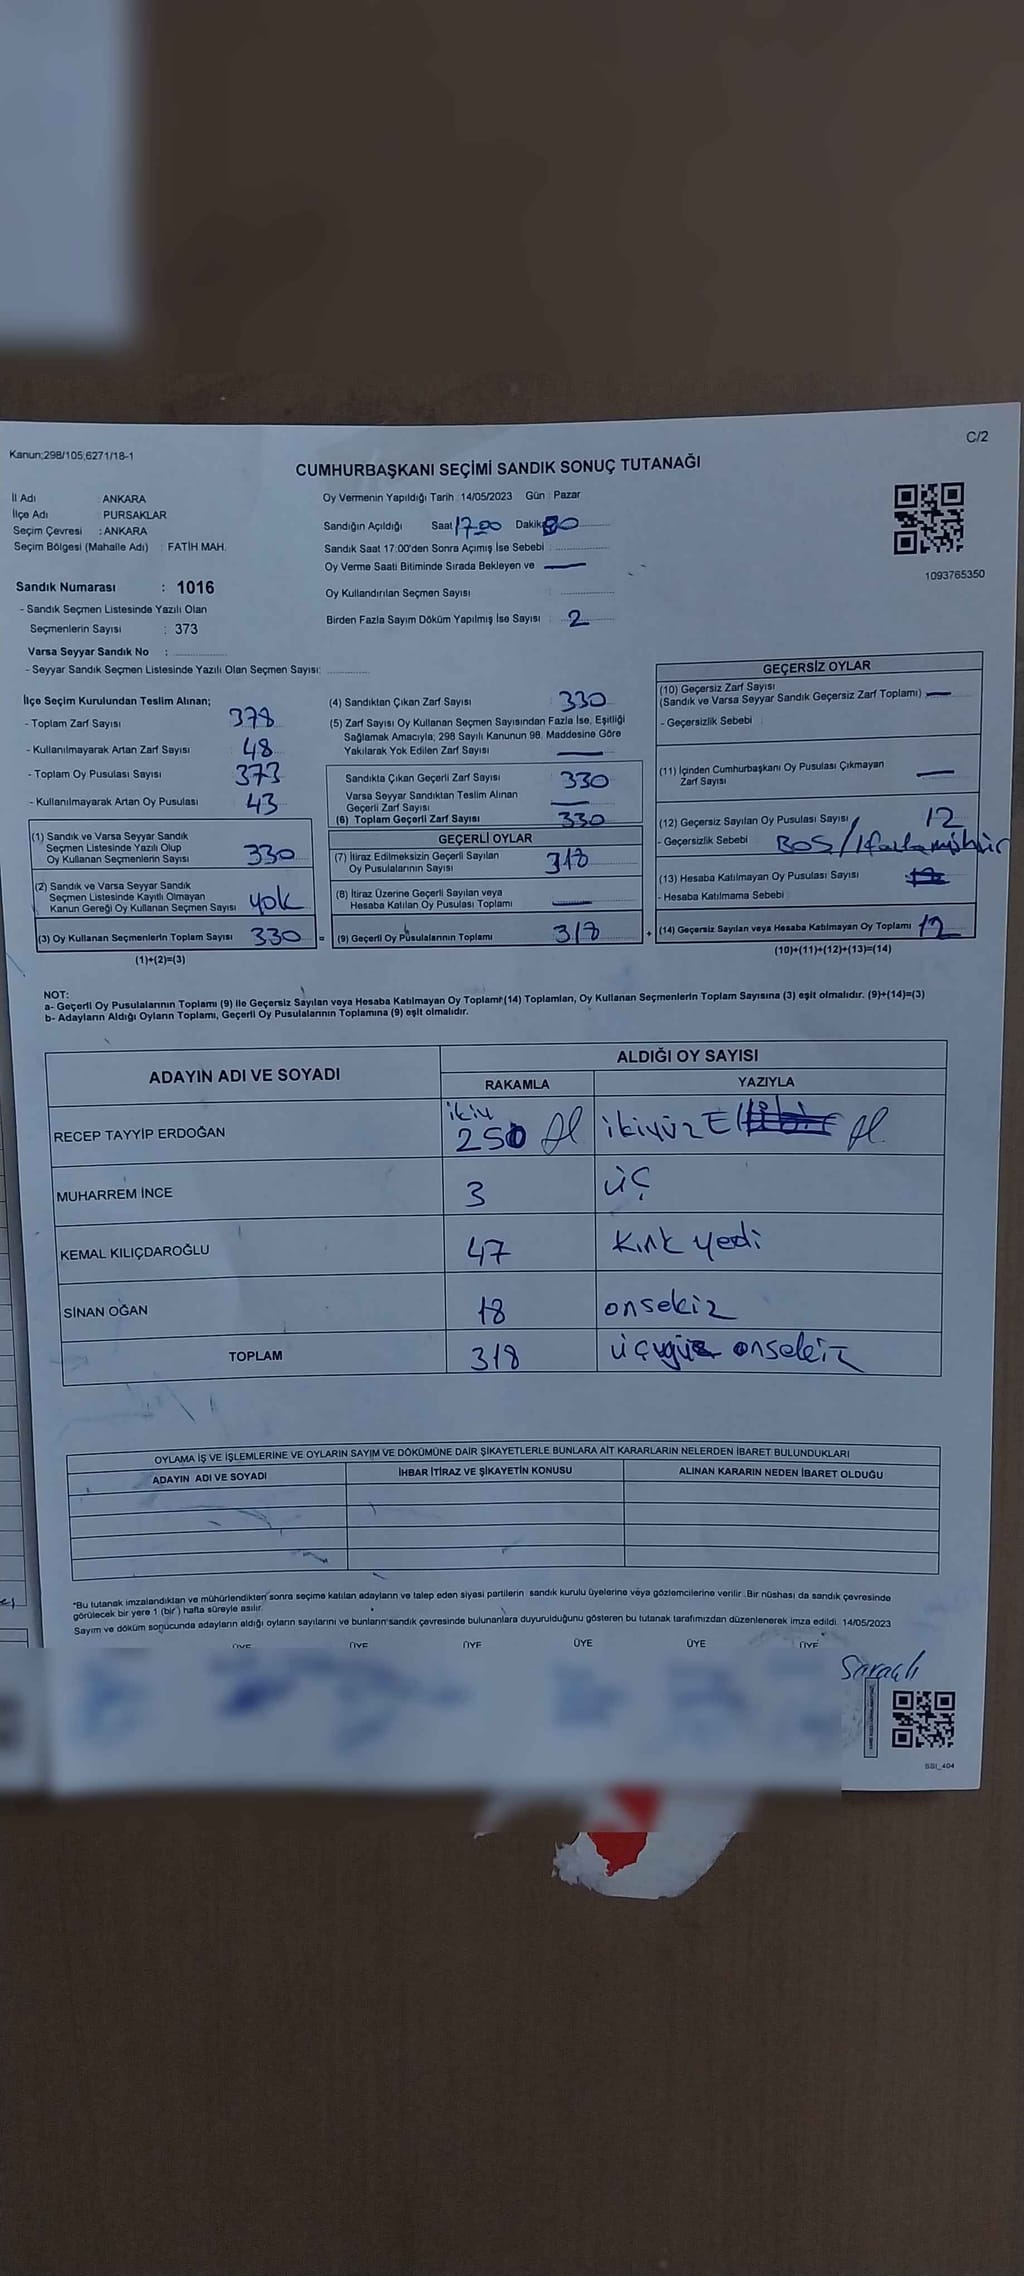 C/2
Kanun;298/105;6271/18-1
CUMHURBAŞKANI SEÇİMİ SANDIK SONUÇ TUTANAĞI
İl Adı : ANKARA
İlçe Adı : PURSAKLAR
Seçim Çevresi : ANKARA
Seçim Bölgesi (Mahalle Adı) : FATİH MAH.
Oy Vermenin Yapıldığı Tarih : 14/05/2023 Gün : Pazar
Sandığın Açıldığı Saat 17:00 Dakika
Sandık Saat 17:00'den Sonra Açılmış İse Sebebi :
Oy Verme Saati Bitiminde Sırada Bekleyen ve
Oy Kullandırılan Seçmen Sayısı :
Birden Fazla Sayım Döküm Yapılmış İse Sayısı : 2
1093765350
Sandık Numarası : 1016
- Sandık Seçmen Listesinde Yazılı Olan
Seçmenlerin Sayısı : 373
Varsa Seyyar Sandık No :
- Seyyar Sandık Seçmen Listesinde Yazılı Olan Seçmen Sayısı:
İlçe Seçim Kurulundan Teslim Alınan;
- Toplam Zarf Sayısı 378
- Kullanılmayarak Artan Zarf Sayısı 48
- Toplam Oy Pusulası Sayısı 373
- Kullanılmayarak Artan Oy Pusulası 43
(1) Sandık ve Varsa Seyyar Sandık
Seçmen Listesinde Yazılı Olup
Oy Kullanan Seçmenlerin Sayısı 330
(2) Sandık ve Varsa Seyyar Sandık
Seçmen Listesinde Kayıtlı Olmayan
Kanun Gereği Oy Kullanan Seçmen Sayısı yok
(3) Oy Kullanan Seçmenlerin Toplam Sayısı 330 =
(1)+(2)=(3)
(4) Sandıktan Çıkan Zarf Sayısı 330
(5) Zarf Sayısı Oy Kullanan Seçmen Sayısından Fazla İse, Eşitliği
Sağlamak Amacıyla, 298 Sayılı Kanunun 98. Maddesine Göre
Yakılarak Yok Edilen Zarf Sayısı
Sandıkta Çıkan Geçerli Zarf Sayısı 330
Varsa Seyyar Sandıktan Teslim Alınan
Geçerli Zarf Sayısı
(6) Toplam Geçerli Zarf Sayısı 330
GEÇERLİ OYLAR
(7) İtiraz Edilmeksizin Geçerli Sayılan
Oy Pusulalarının Sayısı 318
(8) İtiraz Üzerine Geçerli Sayılan veya
Hesaba Katılan Oy Pusulası Toplamı
(9) Geçerli Oy Pusulalarının Toplamı 318 +
GEÇERSİZ OYLAR
(10) Geçersiz Zarf Sayısı
(Sandık ve Varsa Seyyar Sandık Geçersiz Zarf Toplamı)
- Geçersizlik Sebebi :
(11) İçinden Cumhurbaşkanı Oy Pusulası Çıkmayan
Zarf Sayısı
(12) Geçersiz Sayılan Oy Pusulası Sayısı 12
- Geçersizlik Sebebi BOŞ/
(13) Hesaba Katılmayan Oy Pusulası Sayısı
- Hesaba Katılmama Sebebi
(14) Geçersiz Sayılan veya Hesaba Katılmayan Oy Toplamı 12
(10)+(11)+(12)+(13)=(14)
NOT:
a- Geçerli Oy Pusulalarının Toplamı (9) ile Geçersiz Sayılan veya Hesaba Katılmayan Oy Toplamı (14) Toplamları, Oy Kullanan Seçmenlerin Toplam Sayısına (3) eşit olmalıdır. (9)+(14)=(3)
b- Adayların Aldığı Oyların Toplamı, Geçerli Oy Pusulalarının Toplamına (9) eşit olmalıdır.
ADAYIN ADI VE SOYADI ALDIĞI OY SAYISI
RAKAMLA YAZIYLA
RECEP TAYYİP ERDOĞAN 250 ikiyüz
MUHARREM İNCE 3 üç
KEMAL KILIÇDAROĞLU 47 kırk yedi
SİNAN OĞAN 18 onsekiz
TOPLAM 318 üçyüz onsekiz
OYLAMA İŞ VE İŞLEMLERİNE VE OYLARIN SAYIM VE DÖKÜMÜNE DAİR ŞİKAYETLERLE BUNLARA AİT KARARLARIN NELERDEN İBARET BULUNDUKLARI
ADAYIN ADI VE SOYADI İHBAR İTİRAZ VE ŞİKAYETİN KONUSU ALINAN KARARIN NEDEN İBARET OLDUĞU
*Bu tutanak imzalandıktan ve mühürlendikten sonra seçime katılan adayların ve talep eden siyasi partilerin sandık kurulu üyelerine veya gözlemcilerine verilir. Bir nüshası da sandık çevresinde
görülecek bir yere 1 (bir) hafta süreyle asılır.
Sayım ve döküm sonucunda adayların aldığı oyların sayılarını ve bunların sandık çevresinde bulunanlara duyurulduğunu gösteren bu tutanak tarafımızdan düzenlenerek imza edildi. 14/05/2023
ÜYE ÜYE ÜYE ÜYE ÜYE ÜYE
SSI_404